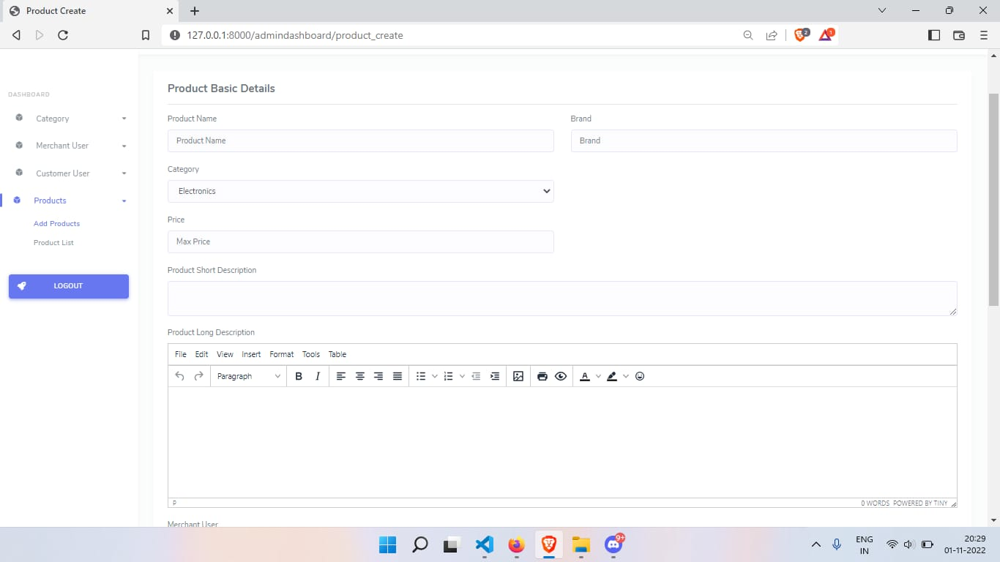 Product Create
127.0.0.1:8000/admindashboard/product_create
2
1
DASHBOARD
Category
Merchant User
Customer User
Products
Add Products
Product List
LOGOUT
Product Basic Details
Product Name
Brand
Product Name
Brand
Category
Electronics
Price
Max Price
Product Short Description
Product Long Description
File Edit View Insert Format Tools Table
Paragraph B I A
P
0 WORDS POWERED BY TINY
Merchant User
9+
ENG
IN
20:29
01-11-2022